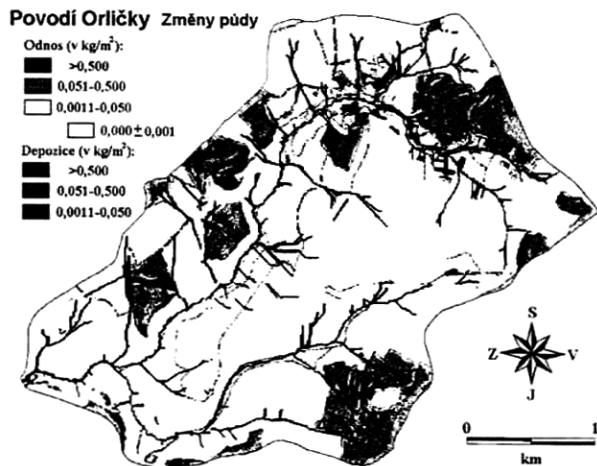 Povodí Orličky Změny půdy
Odnos (v kg/m²):
>0,500
0,051-0,500
0,0011-0,050
0,000±0,001
Depozice (v kg/m²):
>0,500
0,051-0,500
0,0011-0,050
S
Z V
J
0 1
km